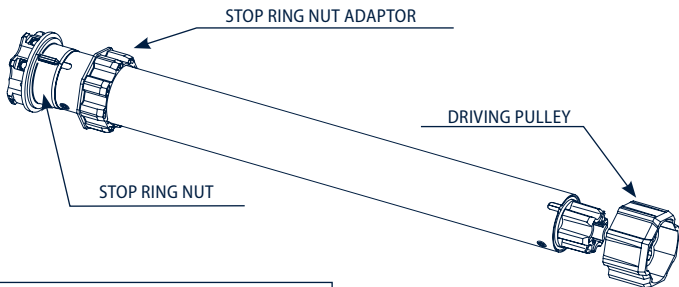 STOP RING NUT ADAPTOR
DRIVING PULLEY
STOP RING NUT